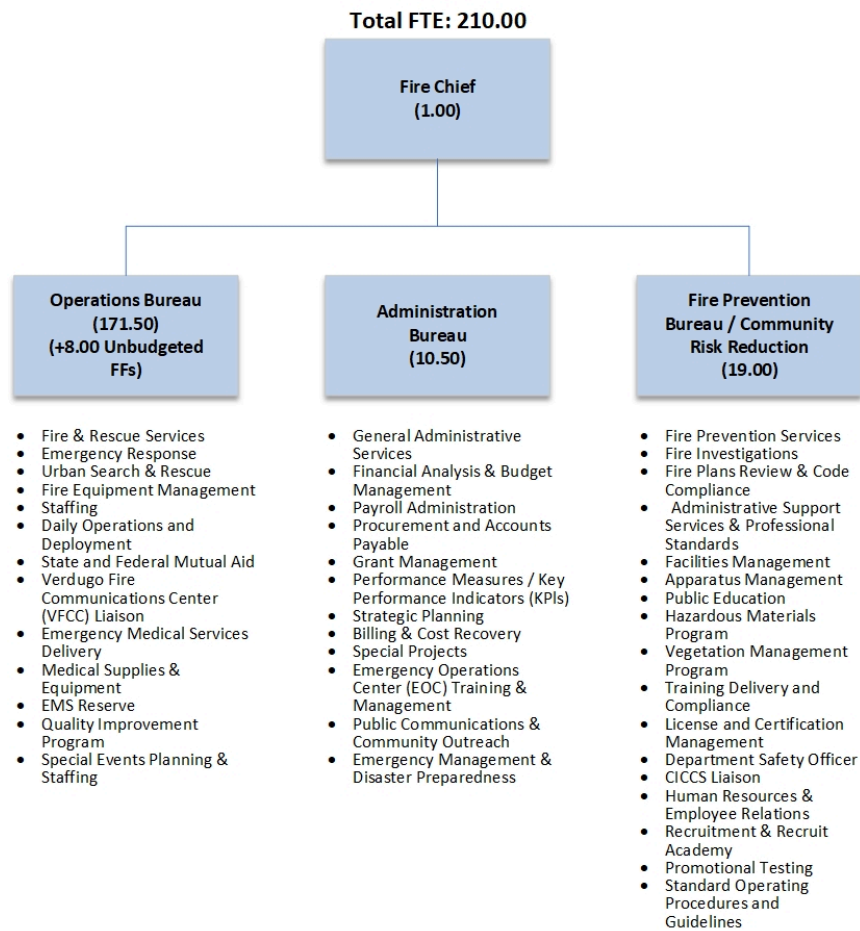 Total FTE: 210.00
Fire Chief
(1.00)
Operations Bureau
(171.50)
(+8.00 Unbudgeted
FFs)
Administration
Bureau
(10.50)
Fire Prevention
Bureau / Community
Risk Reduction
(19.00)
• Fire & Rescue Services
• Emergency Response
• Urban Search & Rescue
• Fire Equipment Management
• Staffing
• Daily Operations and
Deployment
• State and Federal Mutual Aid
• Verdugo Fire
Communications Center
(VFCC) Liaison
• Emergency Medical Services
Delivery
• Medical Supplies &
Equipment
• EMS Reserve
• Quality Improvement
Program
• Special Events Planning &
Staffing
• General Administrative
Services
• Financial Analysis & Budget
Management
• Payroll Administration
• Procurement and Accounts
Payable
• Grant Management
• Performance Measures / Key
Performance Indicators (KPIs)
• Strategic Planning
• Billing & Cost Recovery
• Special Projects
• Emergency Operations
Center (EOC) Training &
Management
• Public Communications &
Community Outreach
• Emergency Management &
Disaster Preparedness
• Fire Prevention Services
• Fire Investigations
• Fire Plans Review & Code
Compliance
• Administrative Support
Services & Professional
Standards
• Facilities Management
• Apparatus Management
• Public Education
• Hazardous Materials
Program
• Vegetation Management
Program
• Training Delivery and
Compliance
• License and Certification
Management
• Department Safety Officer
• CICCS Liaison
• Human Resources &
Employee Relations
• Recruitment & Recruit
Academy
• Promotional Testing
• Standard Operating
Procedures and
Guidelines